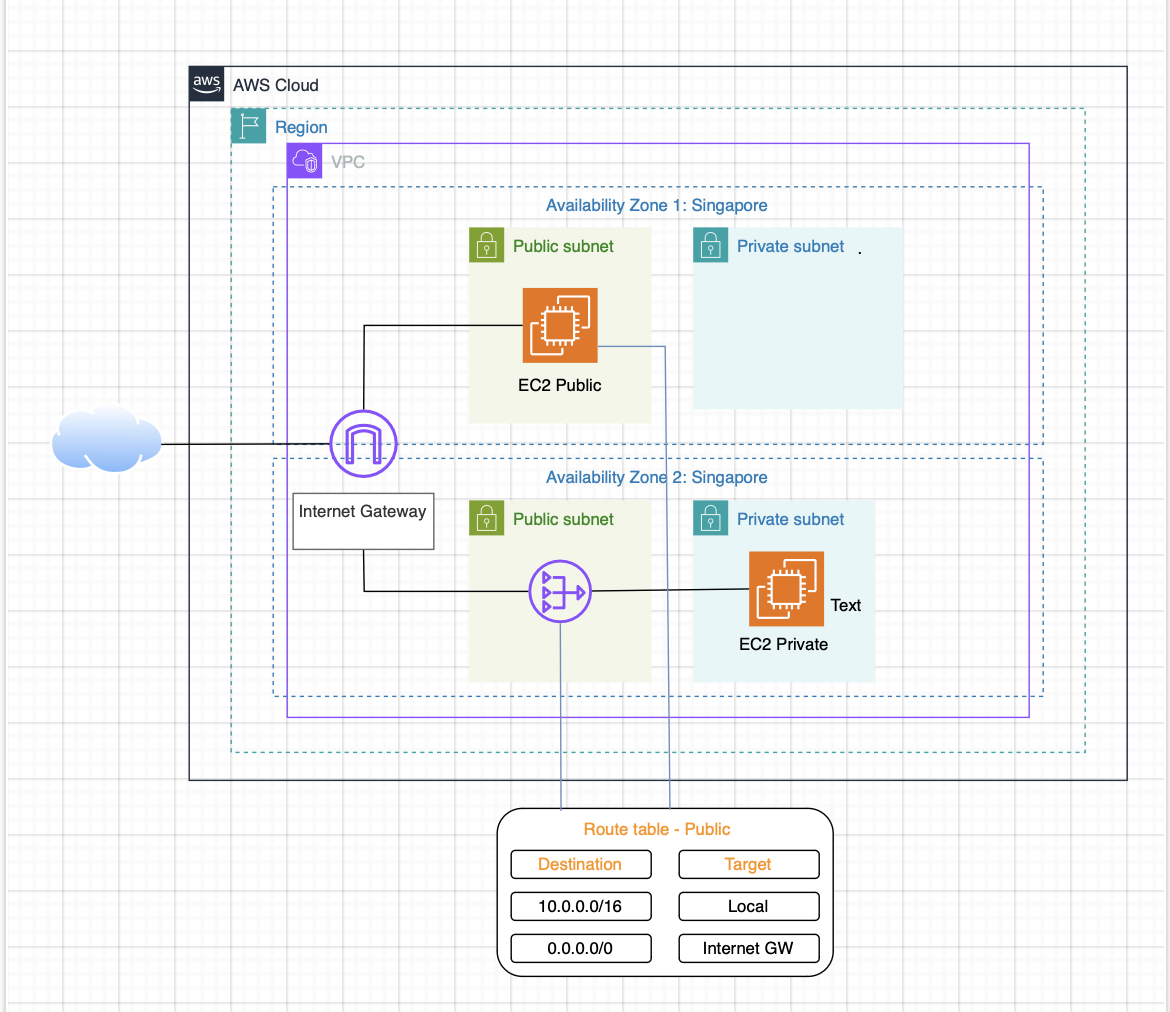 aws
AWS Cloud
Region
VPC
Availability Zone 1: Singapore
Public subnet
Private subnet .
EC2 Public
Internet Gateway
Availability Zone 2: Singapore
Public subnet
Private subnet
Text
EC2 Private
Route table - Public
Destination Target
10.0.0.0/16 Local
0.0.0.0/0 Internet GW